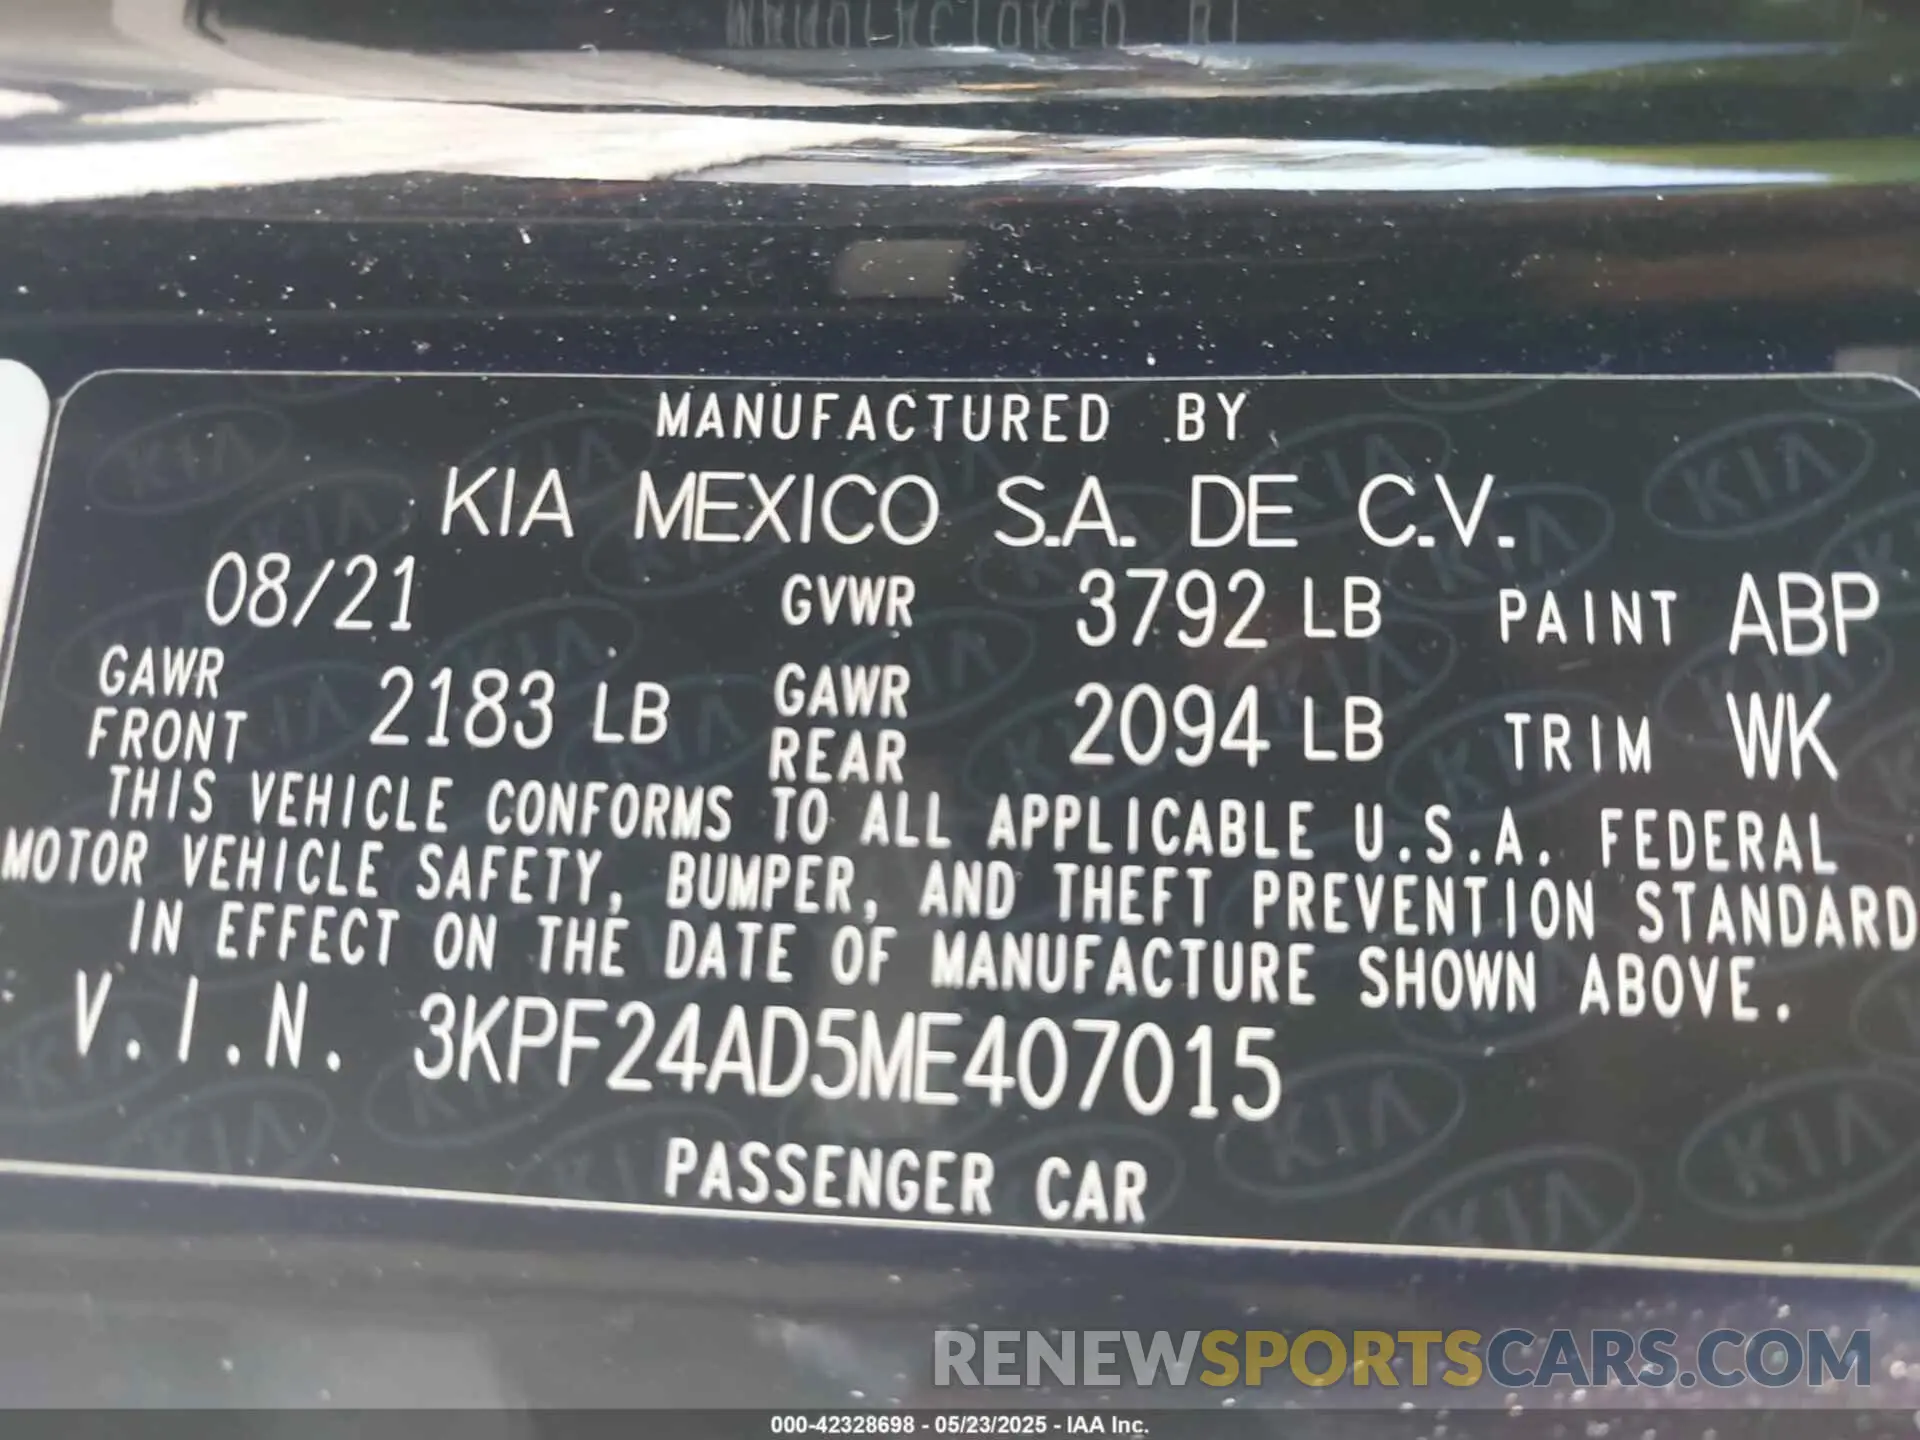 MANUFACTURED BY
KIA MEXICO S.A. DE C.V.
08/21 GVWR 3792 LB PAINT ABP
GAWR FRONT 2183 LB GAWR REAR 2094 LB TRIM WK
THIS VEHICLE CONFORMS TO ALL APPLICABLE U.S.A. FEDERAL
MOTOR VEHICLE SAFETY, BUMPER, AND THEFT PREVENTION STANDARD
IN EFFECT ON THE DATE OF MANUFACTURE SHOWN ABOVE.
V.I.N. 3KPF24AD5ME407015
PASSENGER CAR
RENEWSPORTSCARS.COM
000-42328698 - 05/23/2025 - IAA Inc.